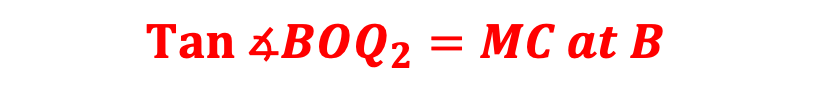 Tan ∡BOQ₂ = MC at B